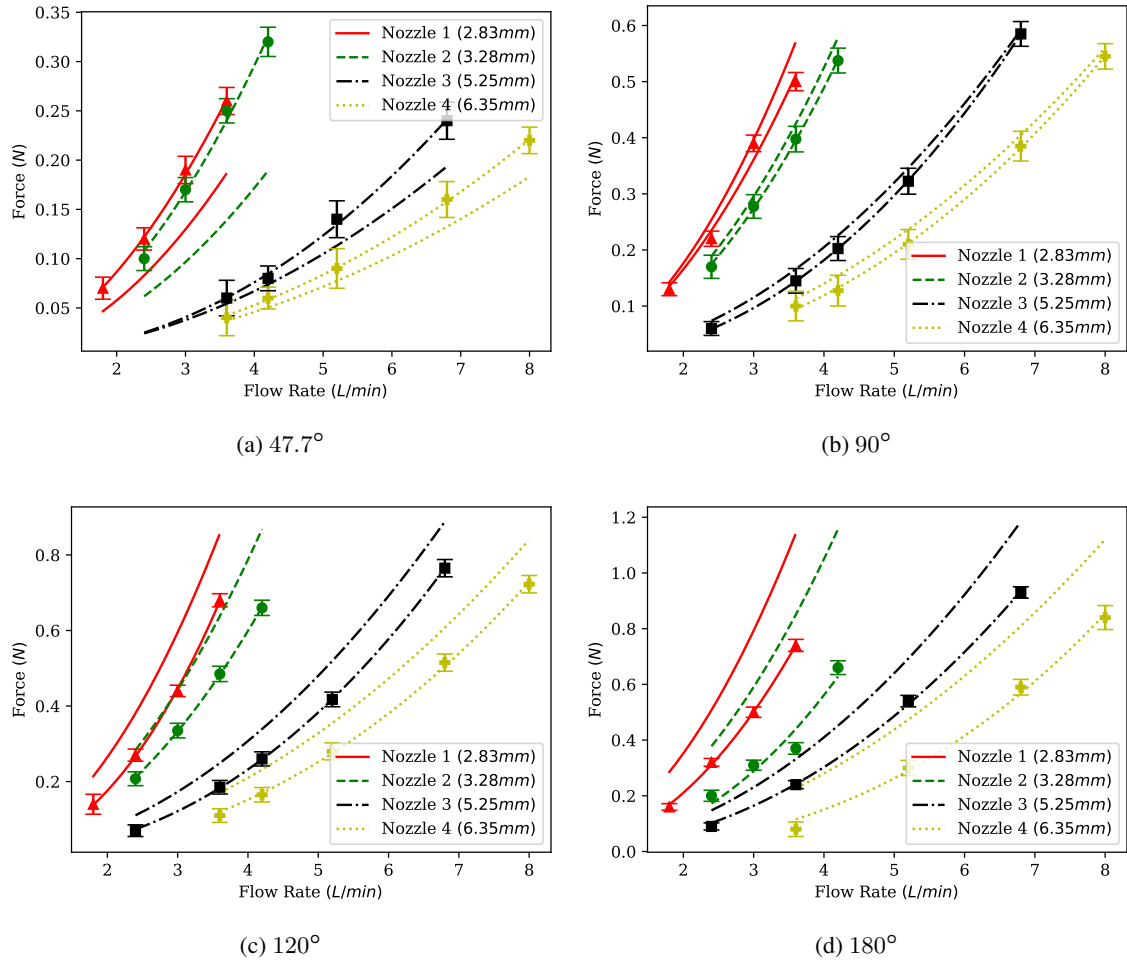 0.35
0.30
0.25
0.20
0.15
0.10
0.05
Force (N)
Nozzle 1 (2.83mm)
Nozzle 2 (3.28mm)
Nozzle 3 (5.25mm)
Nozzle 4 (6.35mm)
2 3 4 5 6 7 8
Flow Rate (L/min)
(a) 47.7°
0.6
0.5
0.4
0.3
0.2
0.1
Force (N)
Nozzle 1 (2.83mm)
Nozzle 2 (3.28mm)
Nozzle 3 (5.25mm)
Nozzle 4 (6.35mm)
2 3 4 5 6 7 8
Flow Rate (L/min)
(b) 90°
0.8
0.6
0.4
0.2
Force (N)
Nozzle 1 (2.83mm)
Nozzle 2 (3.28mm)
Nozzle 3 (5.25mm)
Nozzle 4 (6.35mm)
2 3 4 5 6 7 8
Flow Rate (L/min)
(c) 120°
1.2
1.0
0.8
0.6
0.4
0.2
0.0
Force (N)
Nozzle 1 (2.83mm)
Nozzle 2 (3.28mm)
Nozzle 3 (5.25mm)
Nozzle 4 (6.35mm)
2 3 4 5 6 7 8
Flow Rate (L/min)
(d) 180°